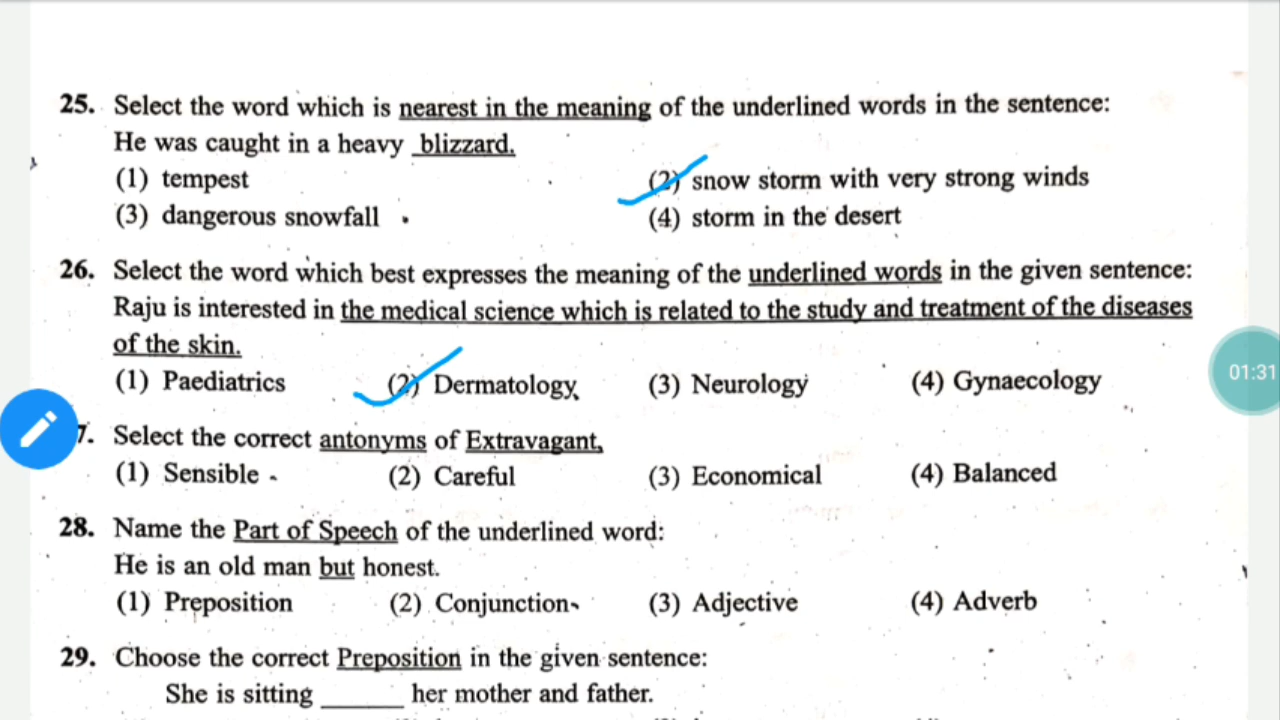 25. Select the word which is nearest in the meaning of the underlined words in the sentence:
He was caught in a heavy blizzard.
(1) tempest (2) snow storm with very strong winds
(3) dangerous snowfall (4) storm in the desert
26. Select the word which best expresses the meaning of the underlined words in the given sentence:
Raju is interested in the medical science which is related to the study and treatment of the diseases
of the skin.
(1) Paediatrics (2) Dermatology (3) Neurology (4) Gynaecology
7. Select the correct antonyms of Extravagant,
(1) Sensible (2) Careful (3) Economical (4) Balanced
28. Name the Part of Speech of the underlined word:
He is an old man but honest.
(1) Preposition (2) Conjunction (3) Adjective (4) Adverb
29. Choose the correct Preposition in the given sentence:
She is sitting ______ her mother and father.
01:31